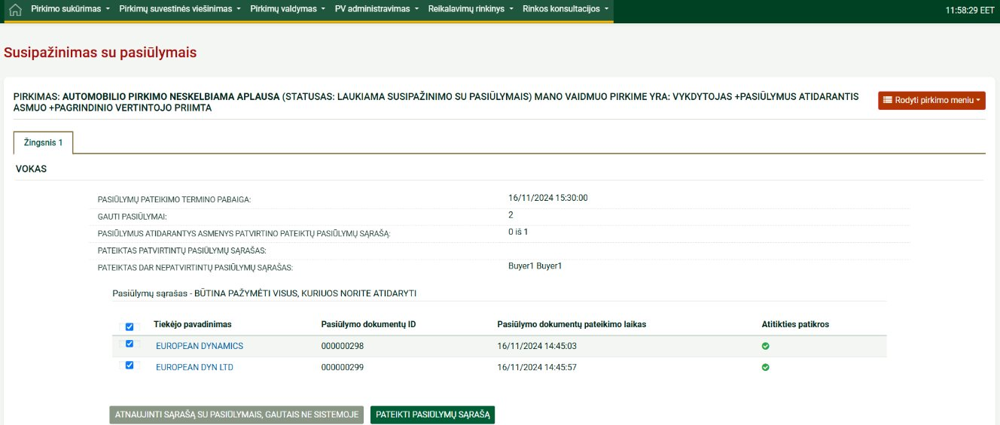 Pirkimo sukūrimas Pirkimų suvestinės viešinimas Pirkimų valdymas PV administravimas Reikalavimų rinkinys Rinkos konsultacijos 11:58:29 EET
Susipažinimas su pasiūlymais
PIRKIMAS: AUTOMOBILIO PIRKIMO NESKELBIAMA APLAUSA (STATUSAS: LAUKIAMA SUSIPAŽINIMO SU PASIŪLYMAIS) MANO VAIDMUO PIRKIME YRA: VYKDYTOJAS +PASIŪLYMUS ATIDARANTIS
ASMUO +PAGRINDINIO VERTINTOJO PRIIMTA
Rodyti pirkimo meniu
Žingsnis 1
VOKAS
PASIŪLYMŲ PATEIKIMO TERMINO PABAIGA: 16/11/2024 15:30:00
GAUTI PASIŪLYMAI: 2
PASIŪLYMUS ATIDARANTYS ASMENYS PATVIRTINO PATEIKTŲ PASIŪLYMŲ SĄRAŠĄ: 0 iš 1
PATEIKTAS PATVIRTINTŲ PASIŪLYMŲ SĄRAŠAS:
PATEIKTAS DAR NEPATVIRTINTŲ PASIŪLYMŲ SĄRAŠAS: Buyer1 Buyer1
Pasiūlymų sąrašas - BŪTINA PAŽYMĖTI VISUS, KURIUOS NORITE ATIDARYTI
Tiekėjo pavadinimas Pasiūlymo dokumentų ID Pasiūlymo dokumentų pateikimo laikas Atitikties patikros
EUROPEAN DYNAMICS 000000298 16/11/2024 14:45:03
EUROPEAN DYN LTD 000000299 16/11/2024 14:45:57
ATNAUJINTI SĄRAŠĄ SU PASIŪLYMAIS, GAUTAIS NE SISTEMOJE PATEIKTI PASIŪLYMŲ SĄRAŠĄ